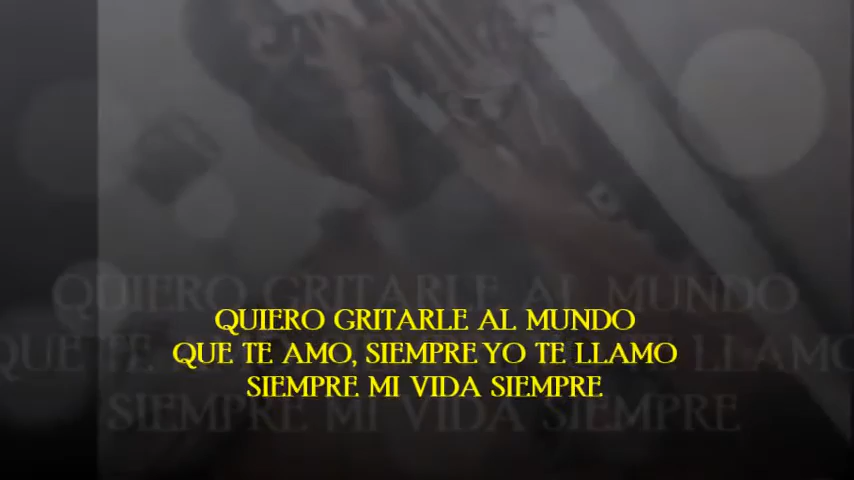 QUIERO GRITARLE AL MUNDO
QUE TE AMO, SIEMPRE YO TE LLAMO
SIEMPRE MI VIDA SIEMPRE